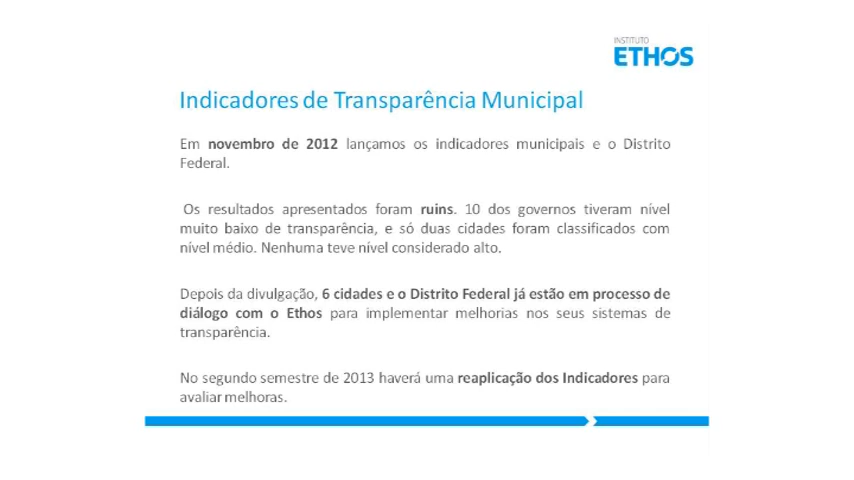 INSTITUTO
ETHOS
Indicadores de Transparência Municipal
Em novembro de 2012 lançamos os indicadores municipais e o Distrito
Federal.
Os resultados apresentados foram ruins. 10 dos governos tiveram nível
muito baixo de transparência, e só duas cidades foram classificados com
nível médio. Nenhuma teve nível considerado alto.
Depois da divulgação, 6 cidades e o Distrito Federal já estão em processo de
diálogo com o Ethos para implementar melhorias nos seus sistemas de
transparência.
No segundo semestre de 2013 haverá uma reaplicação dos Indicadores para
avaliar melhoras.